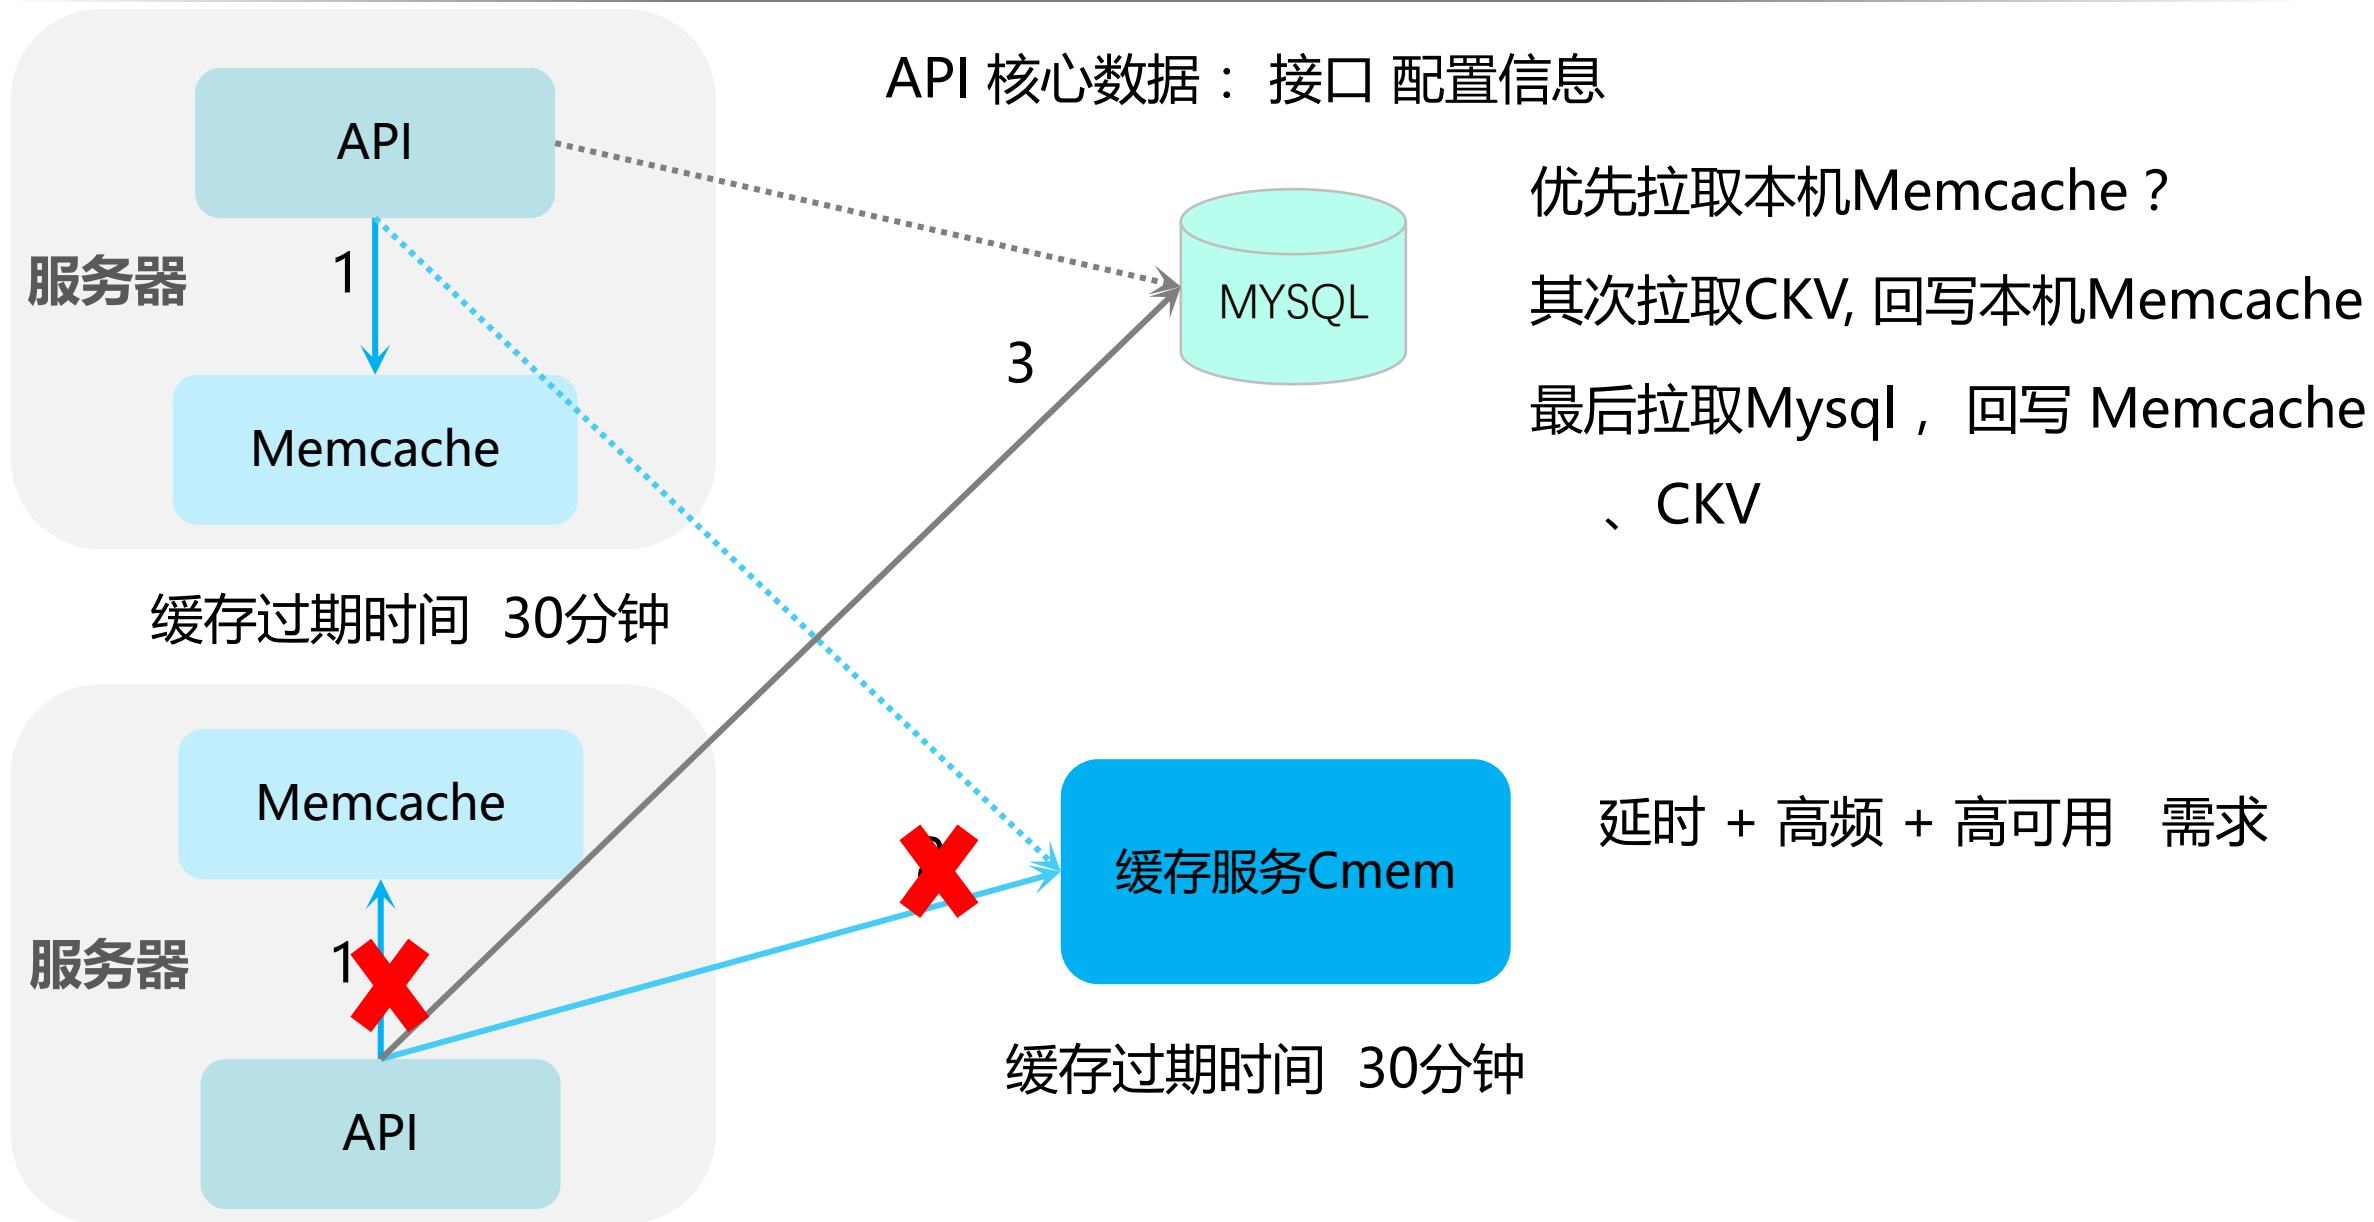 API 核心数据： 接口 配置信息
API
优先拉取本机Memcache？
服务器
1
MYSQL
其次拉取CKV, 回写本机Memcache
3
最后拉取Mysql， 回写 Memcache
、CKV
Memcache
缓存过期时间 30分钟
Memcache
延时 + 高频 + 高可用 需求
缓存服务Cmem
服务器
1
缓存过期时间 30分钟
API